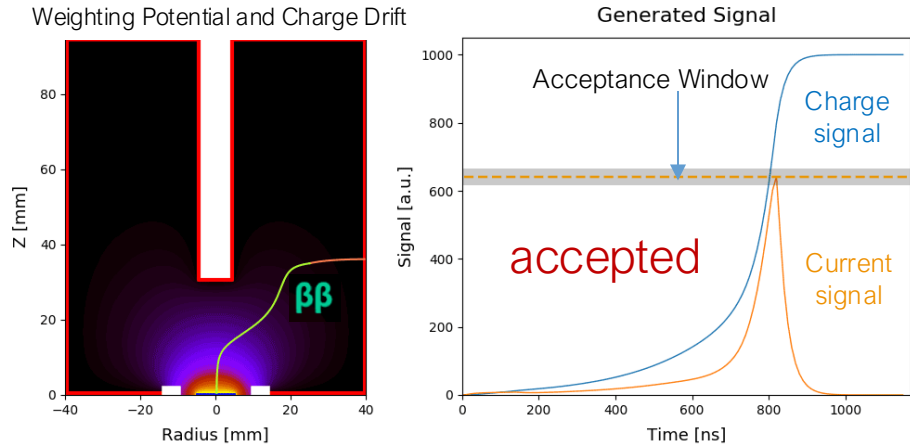 Weighting Potential and Charge Drift
Z [mm]
80
60
40
20
0
ββ
-40
-20
0
20
40
Radius [mm]
Generated Signal
Signal [a.u.]
1000
800
600
400
200
0
Acceptance Window
Charge
signal
accepted
Current
signal
0
200
400
600
800
1000
Time [ns]